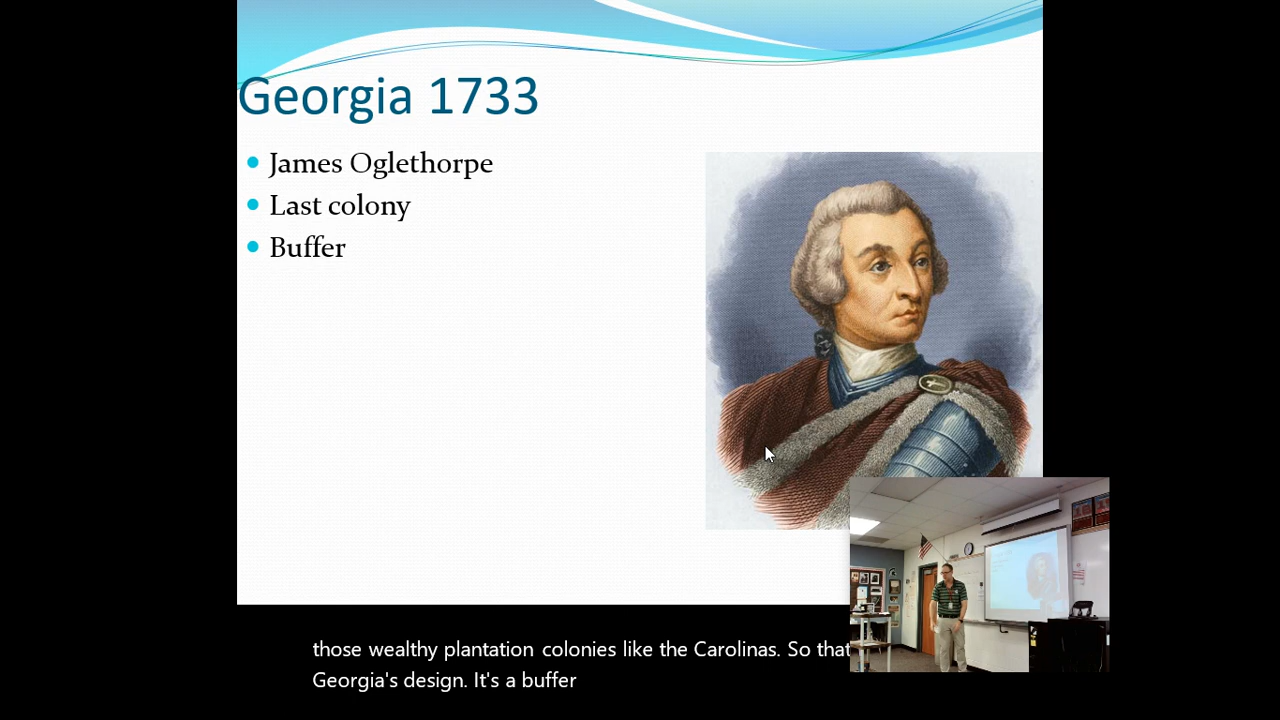 Georgia 1733
James Oglethorpe
Last colony
Buffer
those wealthy plantation colonies like the Carolinas. So that
Georgia's design. It's a buffer